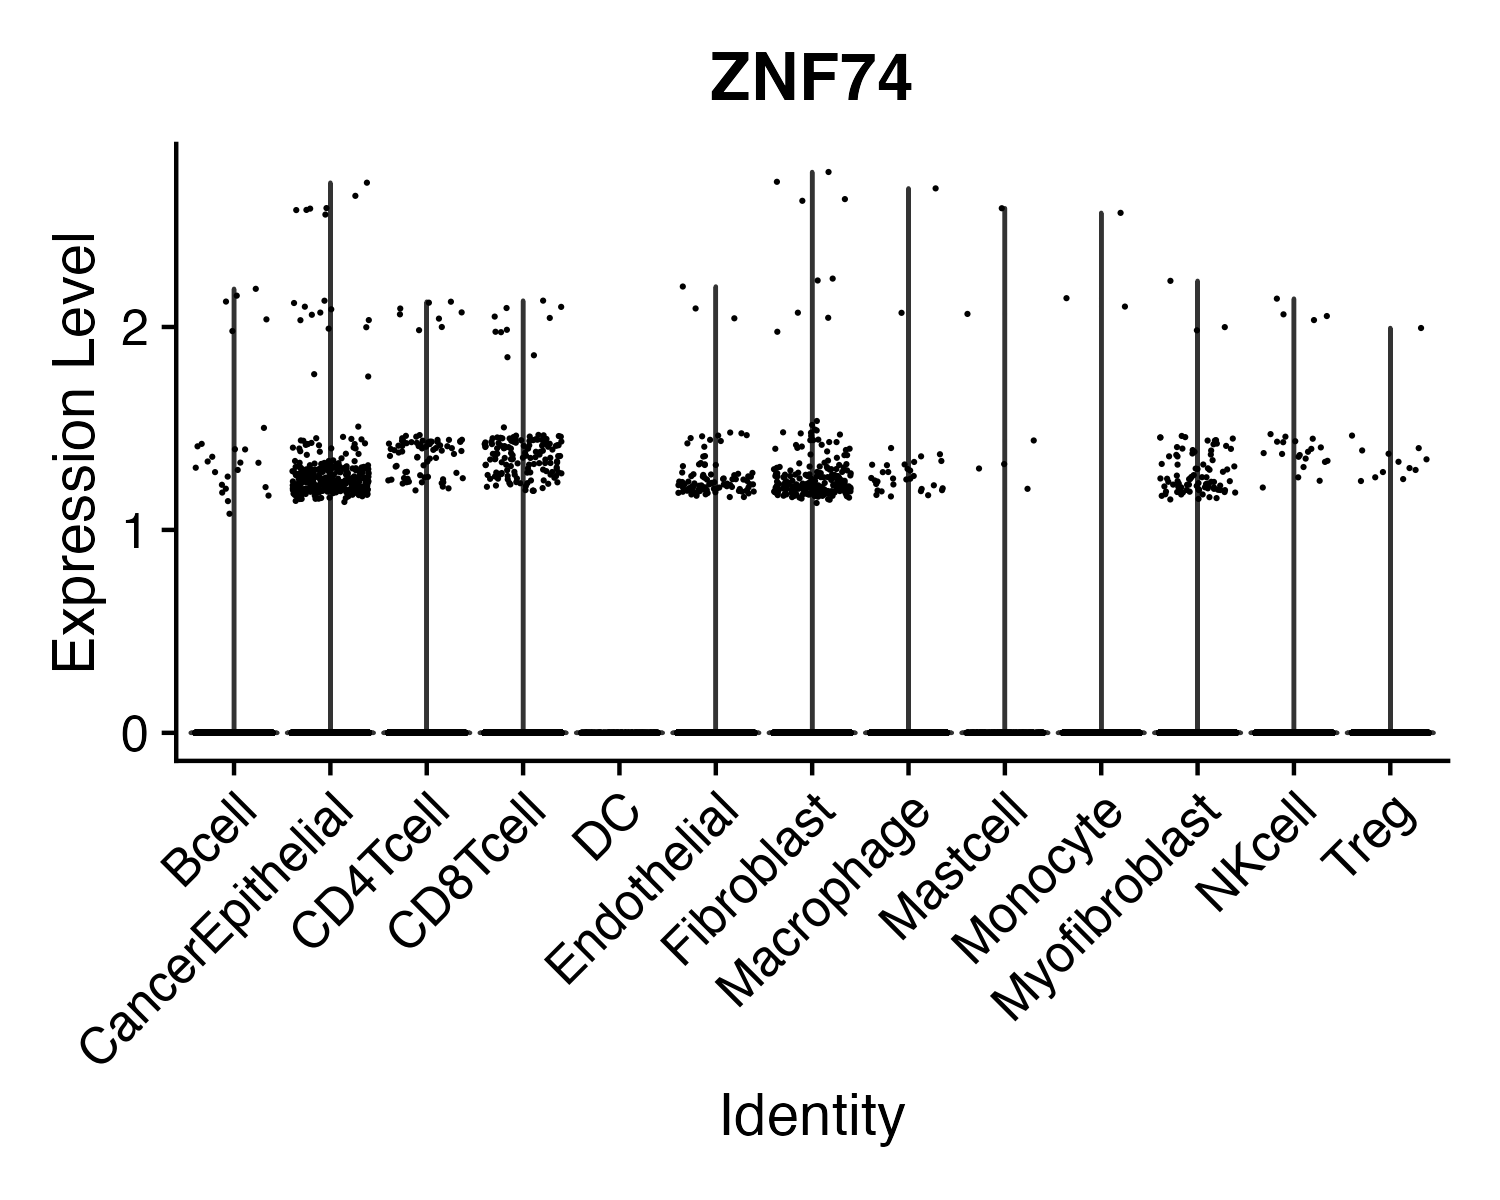 ZNF74
Expression Level
2
1
0
Bcell
CancerEpithelial
CD4Tcell
CD8Tcell
DC
Endothelial
Fibroblast
Macrophage
Mastcell
Monocyte
Myofibroblast
NKcell
Treg
Identity